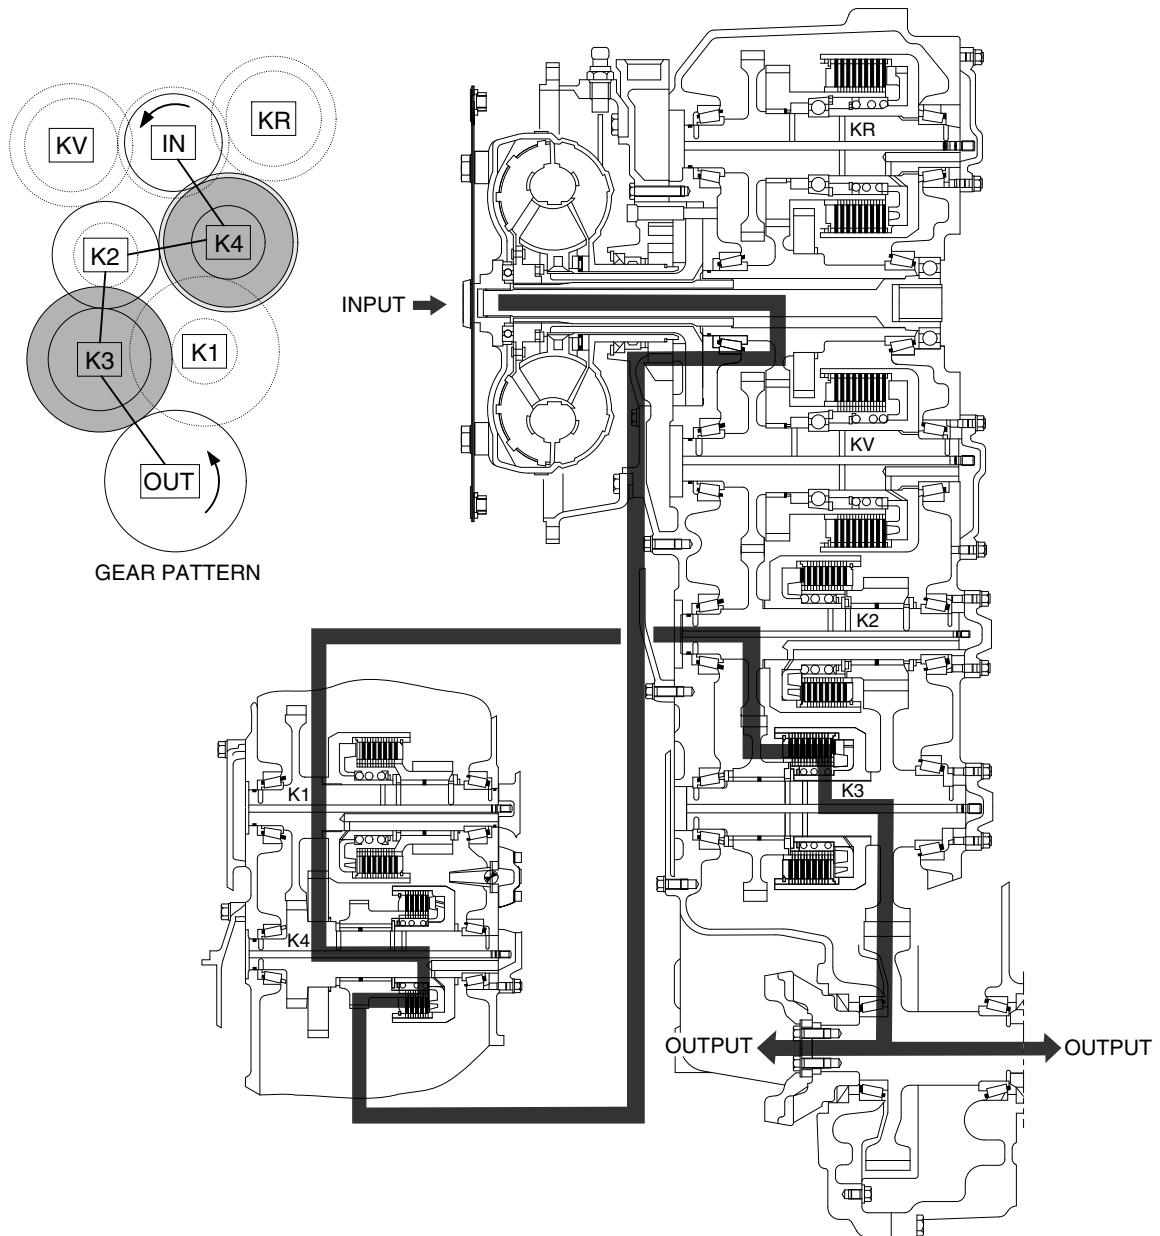 KV
IN
KR
K2
K4
K3
K1
OUT
GEAR PATTERN
INPUT
KR
KV
K2
K3
K1
K4
OUTPUT
OUTPUT